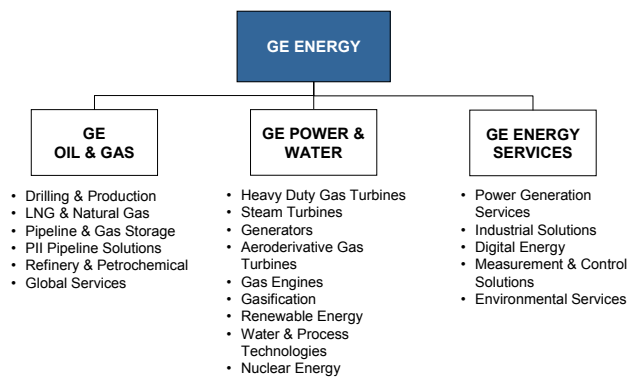 GE ENERGY
GE
OIL & GAS
• Drilling & Production
• LNG & Natural Gas
• Pipeline & Gas Storage
• PII Pipeline Solutions
• Refinery & Petrochemical
• Global Services
GE POWER &
WATER
• Heavy Duty Gas Turbines
• Steam Turbines
• Generators
• Aeroderivative Gas
Turbines
• Gas Engines
• Gasification
• Renewable Energy
• Water & Process
Technologies
• Nuclear Energy
GE ENERGY
SERVICES
• Power Generation
Services
• Industrial Solutions
• Digital Energy
• Measurement & Control
Solutions
• Environmental Services